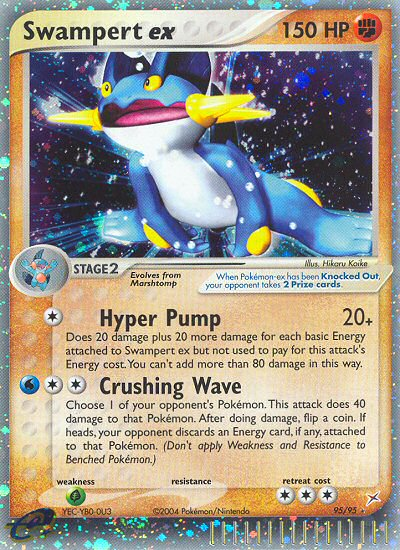 Swampert ex 150 HP
Illus. Hikaru Koike
STAGE2
Evolves from
Marshtomp
When Pokémon-ex has been Knocked Out,
your opponent takes 2 Prize cards.
Hyper Pump 20+
Does 20 damage plus 20 more damage for each basic Energy
attached to Swampert ex but not used to pay for this attack's
Energy cost. You can't add more than 80 damage in this way.
Crushing Wave
Choose 1 of your opponent's Pokémon. This attack does 40
damage to that Pokémon. After doing damage, flip a coin. If
heads, your opponent discards an Energy card, if any, attached
to that Pokémon. (Don't apply Weakness and Resistance to
Benched Pokémon.)
weakness resistance retreat cost
YEC-YB0-0U3 ©2004 Pokémon/Nintendo 95/95